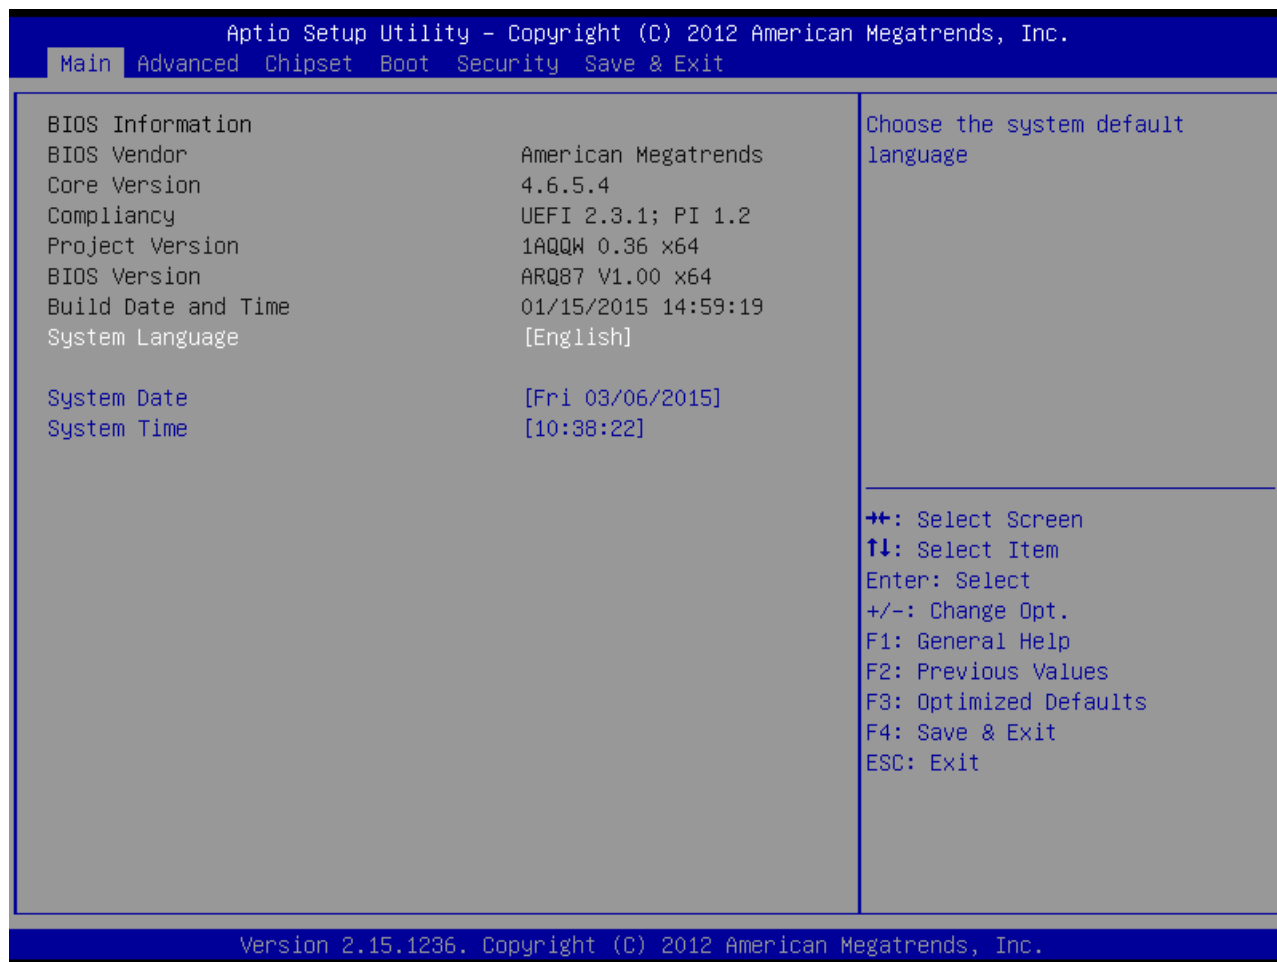 Aptio Setup Utility – Copyright (C) 2012 American Megatrends, Inc.
Main Advanced Chipset Boot Security Save & Exit
BIOS Information
BIOS Vendor American Megatrends
Core Version 4.6.5.4
Compliancy UEFI 2.3.1; PI 1.2
Project Version 1AQQW 0.36 x64
BIOS Version ARQ87 V1.00 x64
Build Date and Time 01/15/2015 14:59:19
System Language [English]
System Date [Fri 03/06/2015]
System Time [10:38:22]
Choose the system default
language
→←: Select Screen
↑↓: Select Item
Enter: Select
+/-: Change Opt.
F1: General Help
F2: Previous Values
F3: Optimized Defaults
F4: Save & Exit
ESC: Exit
Version 2.15.1236. Copyright (C) 2012 American Megatrends, Inc.